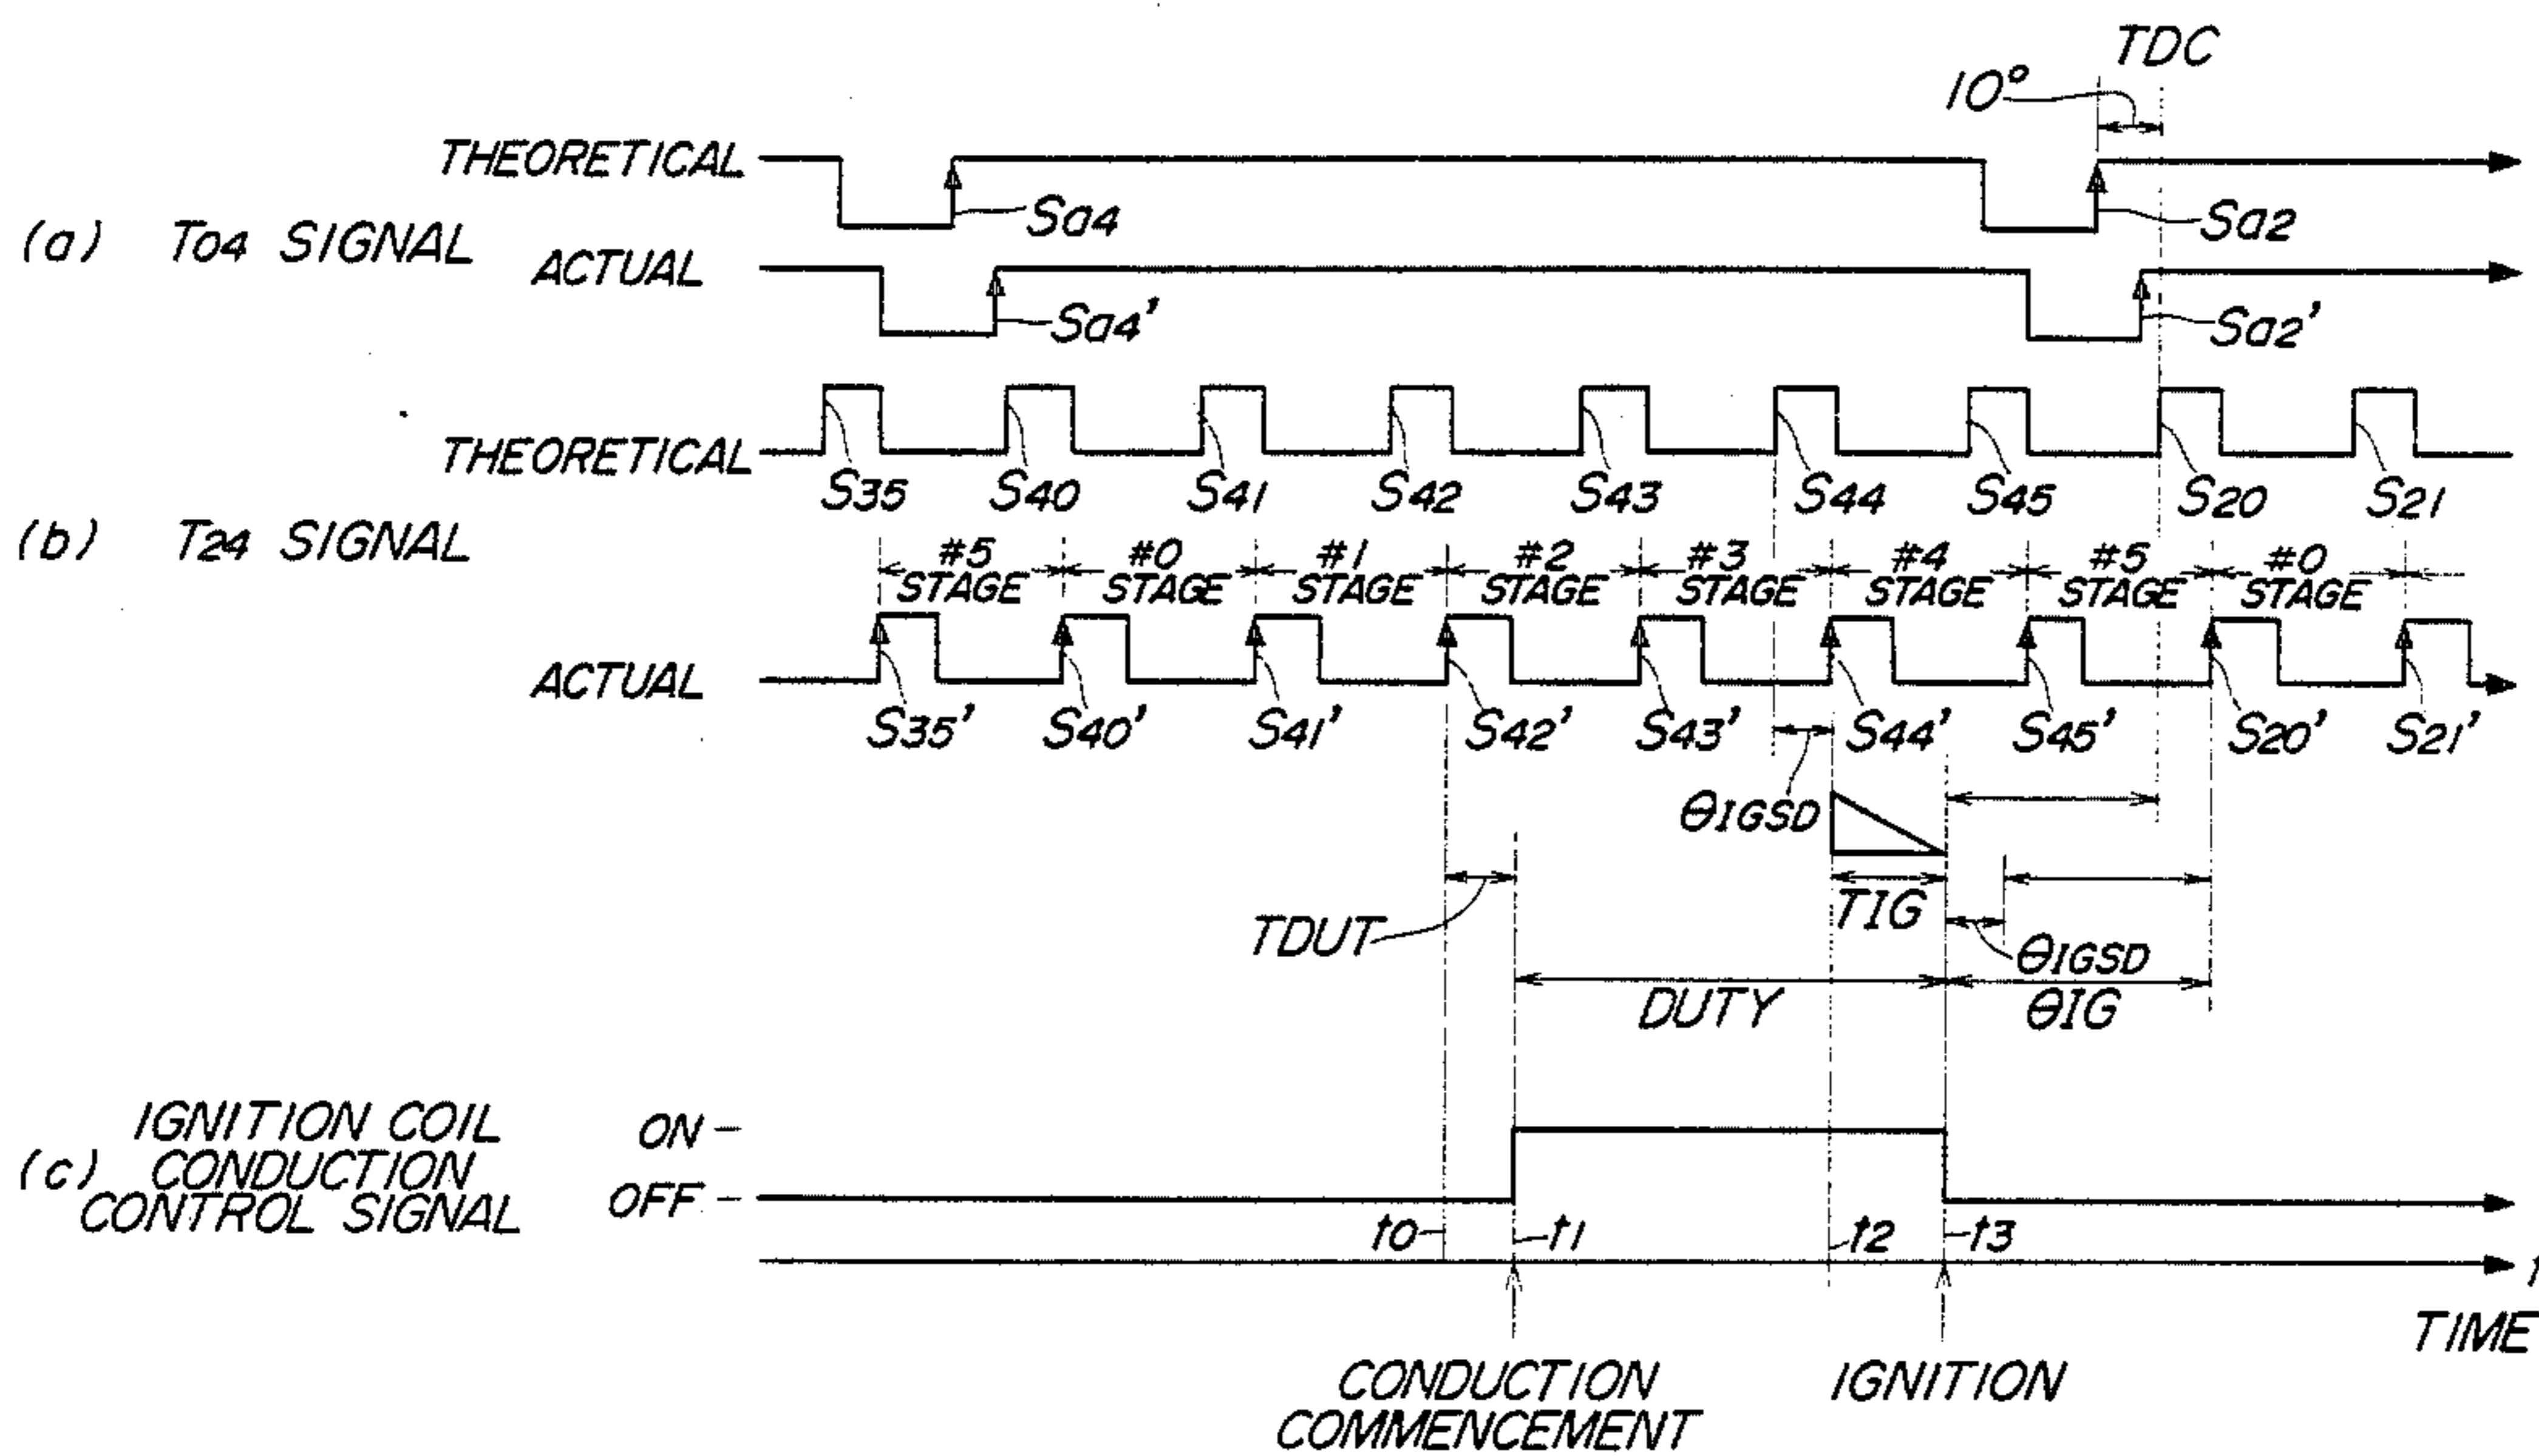 TDC
10°
THEORETICAL
Sa4
Sa2
(a) T04 SIGNAL
ACTUAL
Sa4'
Sa2'
THEORETICAL
S35 S40 S41 S42 S43 S44 S45 S20 S21
(b) T24 SIGNAL
#5 STAGE
#0 STAGE
#1 STAGE
#2 STAGE
#3 STAGE
#4 STAGE
#5 STAGE
#0 STAGE
ACTUAL
S35' S40' S41' S42' S43' S44' S45' S20' S21'
θIGSD
TIG
TDUT
θIGSD
DUTY
θIG
IGNITION COIL
(c) CONDUCTION
CONTROL SIGNAL
ON
OFF
t0 t1 t2 t3
t
TIME
CONDUCTION
COMMENCEMENT
IGNITION